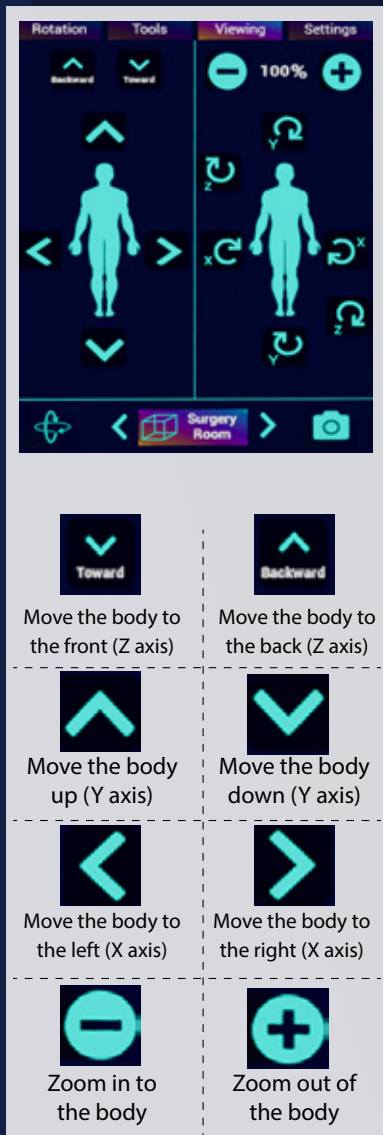 Rotation Tools Viewing Settings
Backward Toward 100%
Y
Z
X X
Z
Y
Surgery
Room
Toward Backward
Move the body to Move the body to
the front (Z axis) the back (Z axis)
Move the body Move the body
up (Y axis) down (Y axis)
Move the body to Move the body to
the left (X axis) the right (X axis)
Zoom in to Zoom out of
the body the body